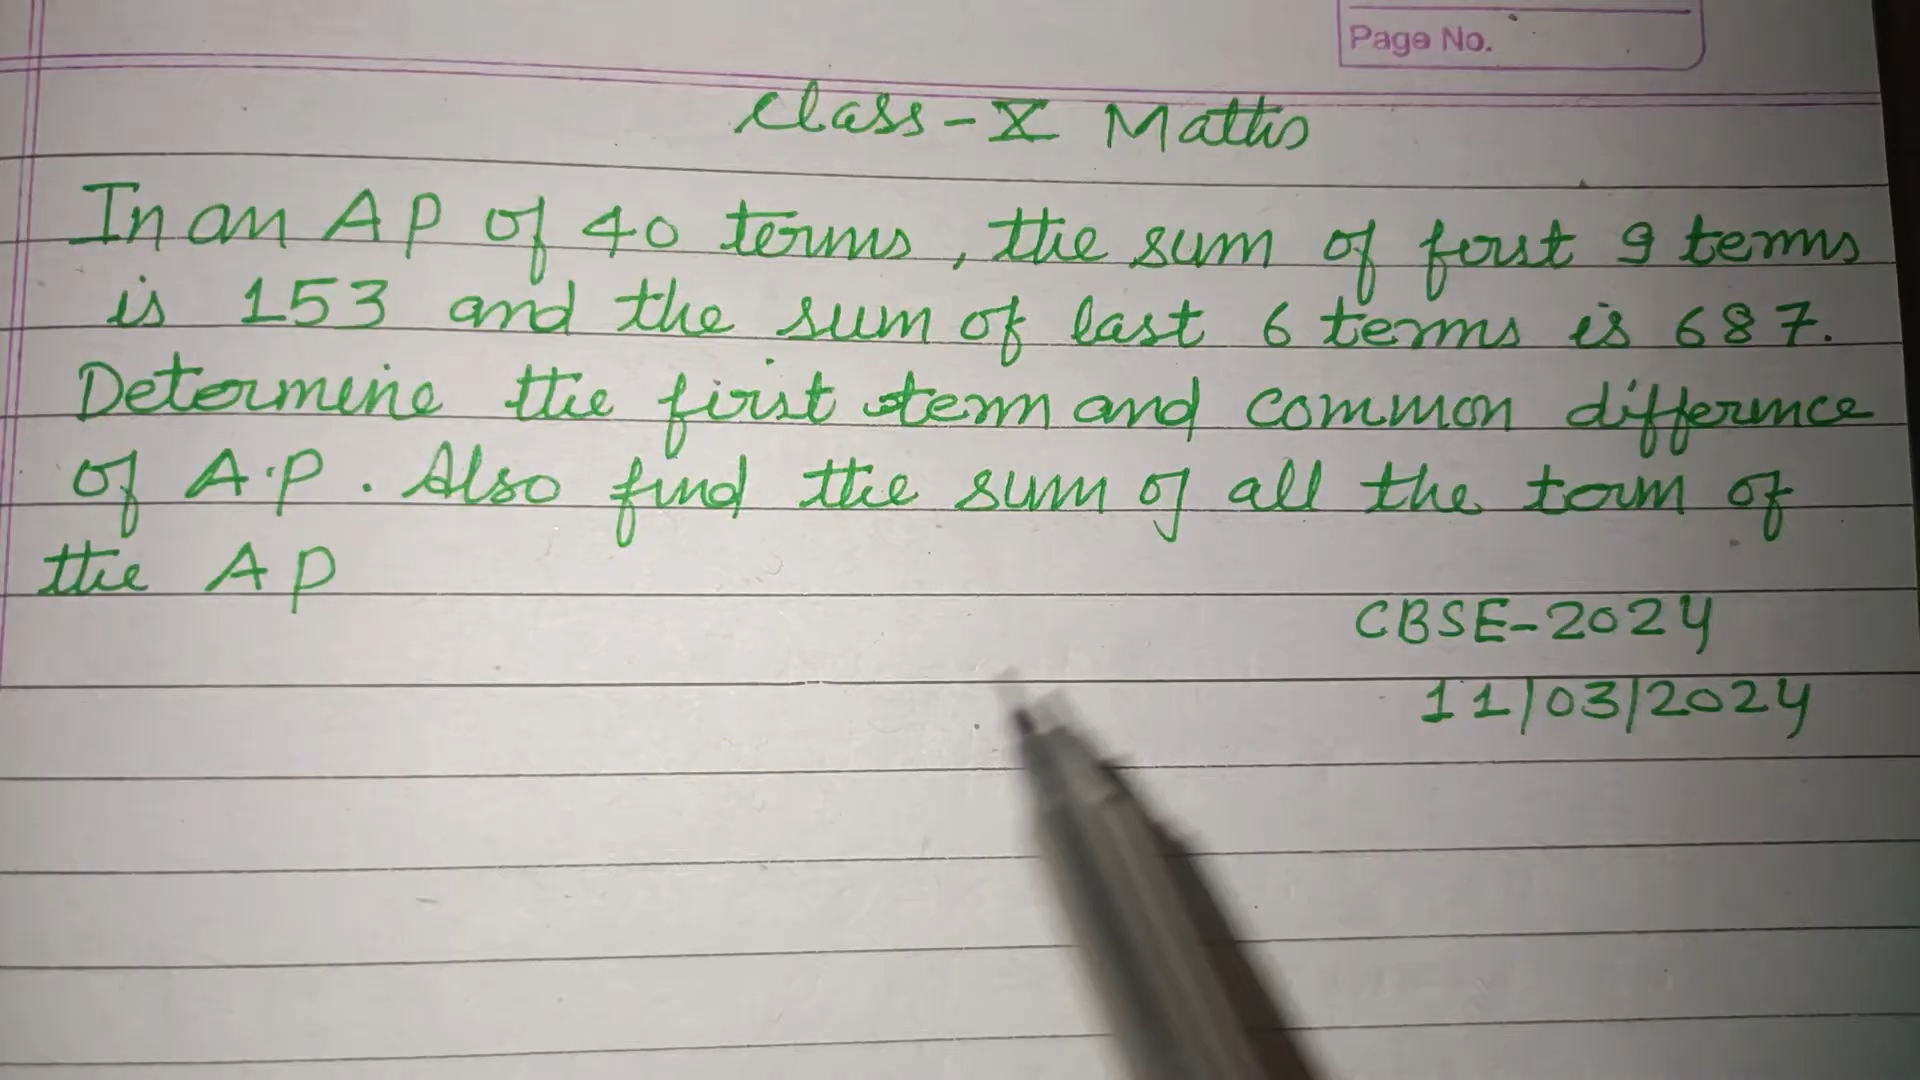 Page No.
Class-X Maths
In an AP of 40 terms, the sum of first 9 terms
is 153 and the sum of last 6 terms is 687.
Determine the first term and common difference
of A.P. Also find the sum of all the term of
the AP
CBSE-2024
11/03/2024